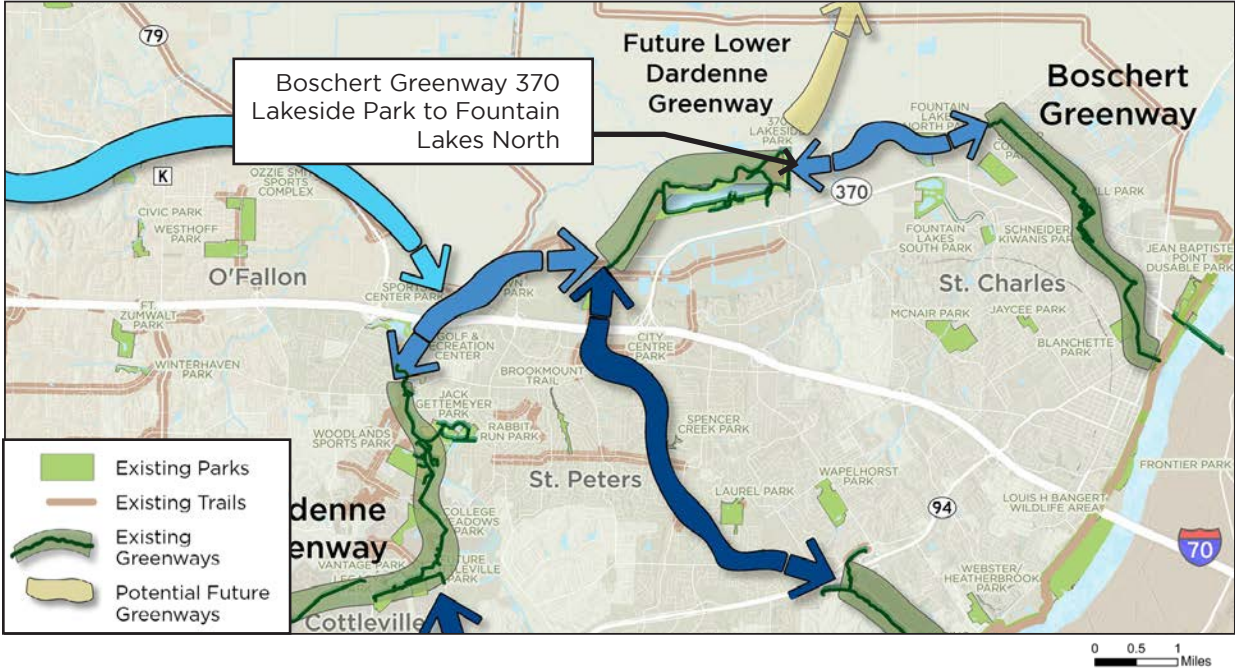 79
Future Lower
Dardenne
Greenway
Boschert
Greenway
Boschert Greenway 370
Lakeside Park to Fountain
Lakes North
370
LAKESIDE
PARK
FOUNTAIN
LAKES
NORTH PARK
K
OZZIE SMITH
SPORTS
COMPLEX
CIVIC PARK
WESTHOFF
PARK
O'Fallon
370
FOUNTAIN
LAKES
SOUTH PARK
SCHNEIDER
KIWANIS PARK
JEAN BAPTISTE
POINT
DUSABLE PARK
St. Charles
SPORTS
CENTER PARK
FT.
ZUMWALT
PARK
MCNAIR PARK
JAYCEE PARK
BLANCHETTE
PARK
GOLF &
RECREATION
CENTER
CITY
CENTRE
PARK
WINTERHAVEN
PARK
BROOKMOUNT
TRAIL
JACK
GETTEMEYER
PARK
RABBIT
RUN PARK
WOODLANDS
SPORTS PARK
SPENCER
CREEK PARK
St. Peters
WAPELHORST
PARK
FRONTIER PARK
LAUREL PARK
94
LOUIS H BANGERT
WILDLIFE AREA
70
denne
enway
COLLEGE
MEADOWS
PARK
VANTAGE PARK
WEBSTER/
HEATHERBROOK
PARK
Cottleville
Existing Parks
Existing Trails
Existing
Greenways
Potential Future
Greenways
0 0.5 1
Miles